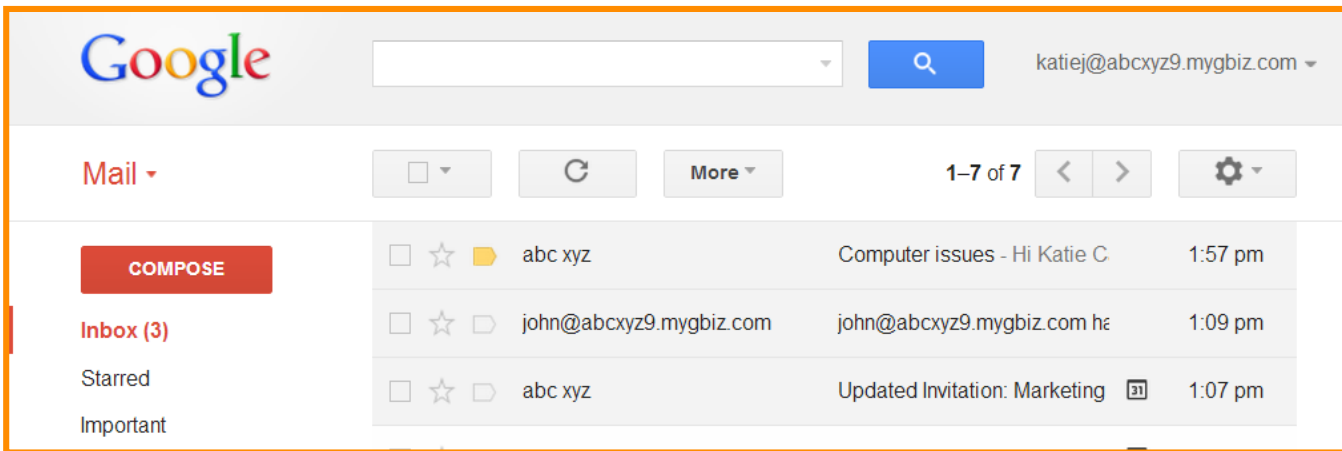 Google
katiej@abcxyz9.mygbiz.com
Mail
More
1–7 of 7
COMPOSE
abc xyz Computer issues - Hi Katie C
1:57 pm
Inbox (3)
john@abcxyz9.mygbiz.com john@abcxyz9.mygbiz.com ha
1:09 pm
Starred
abc xyz Updated Invitation: Marketing 31 1:07 pm
Important